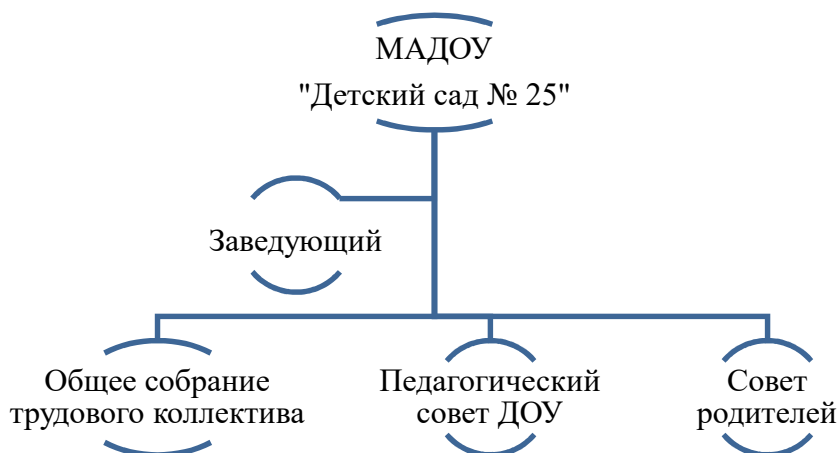 МАДОУ
"Детский сад № 25"
Заведующий
Общее собрание
трудового коллектива
Педагогический
совет ДОУ
Совет
родителей